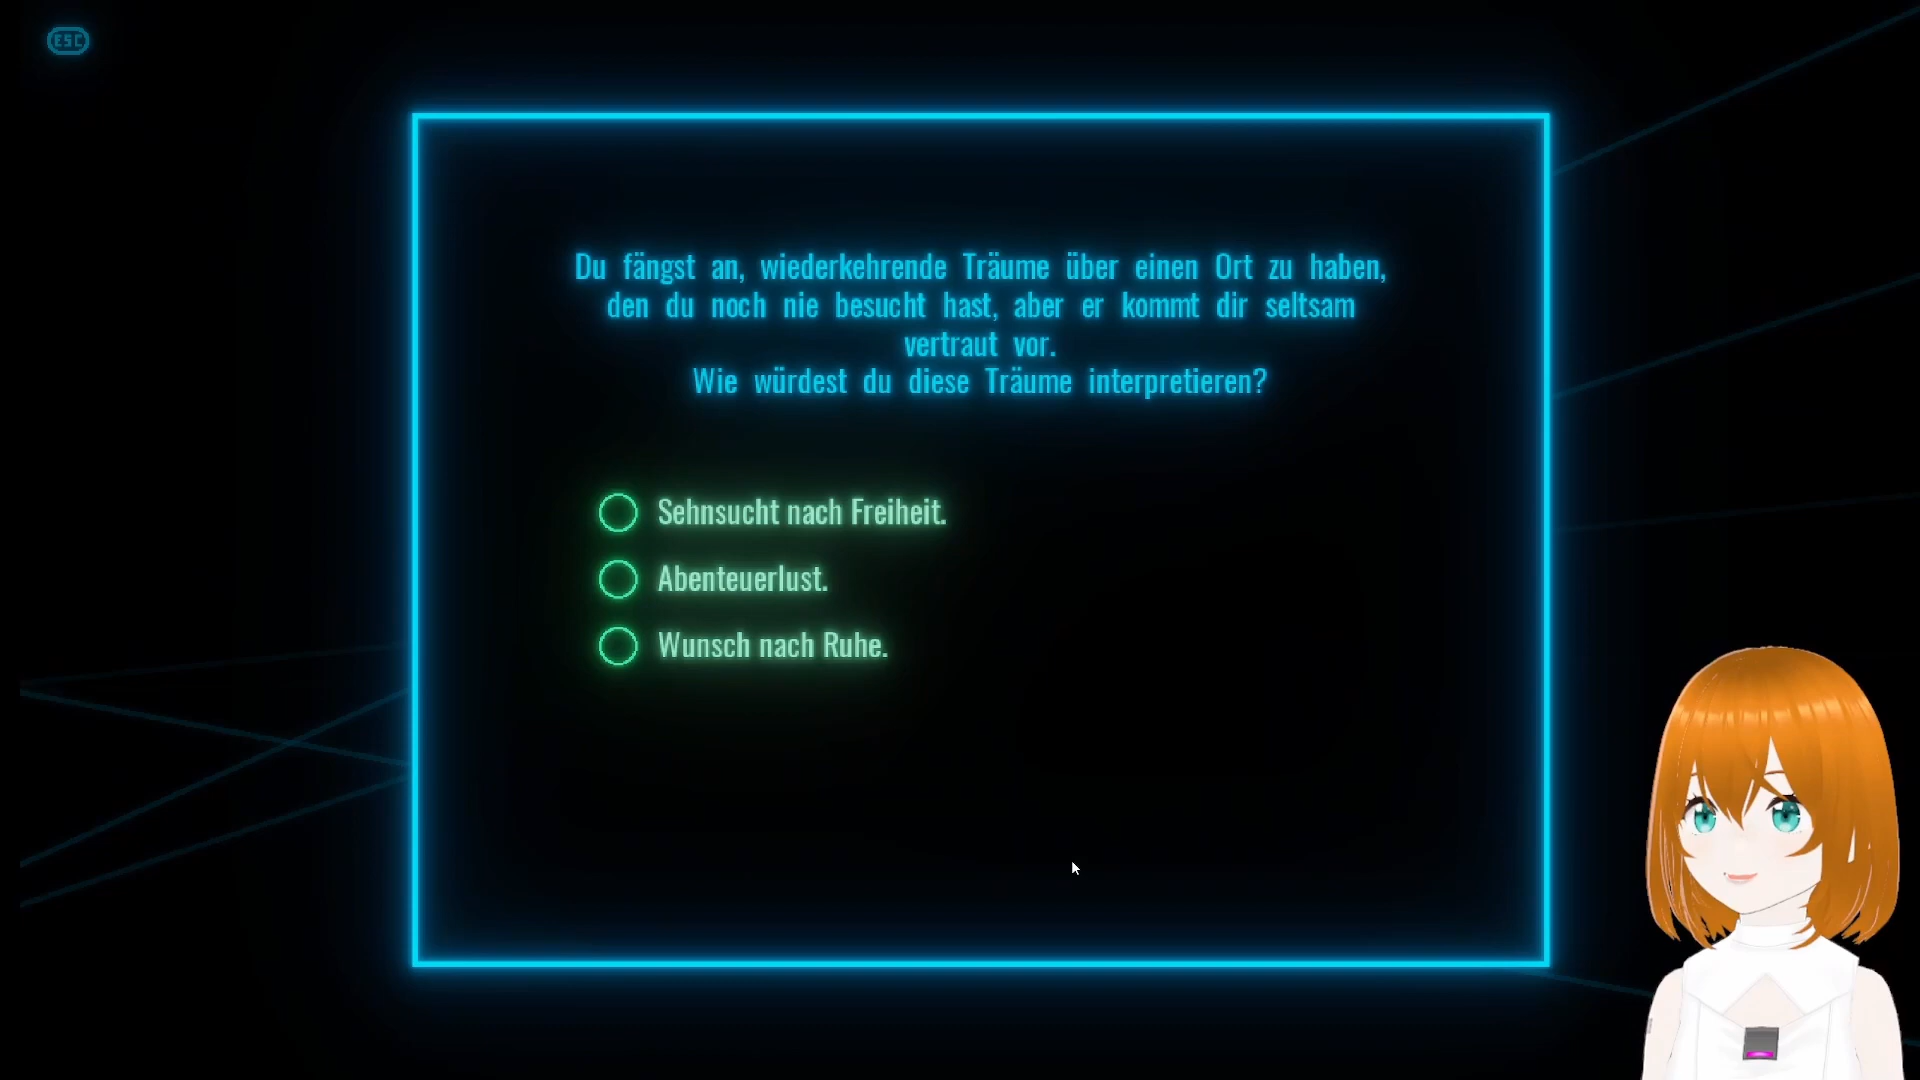 ESC
Du fängst an, wiederkehrende Träume über einen Ort zu haben,
den du noch nie besucht hast, aber er kommt dir seltsam
vertraut vor.
Wie würdest du diese Träume interpretieren?
Sehnsucht nach Freiheit.
Abenteuerlust.
Wunsch nach Ruhe.